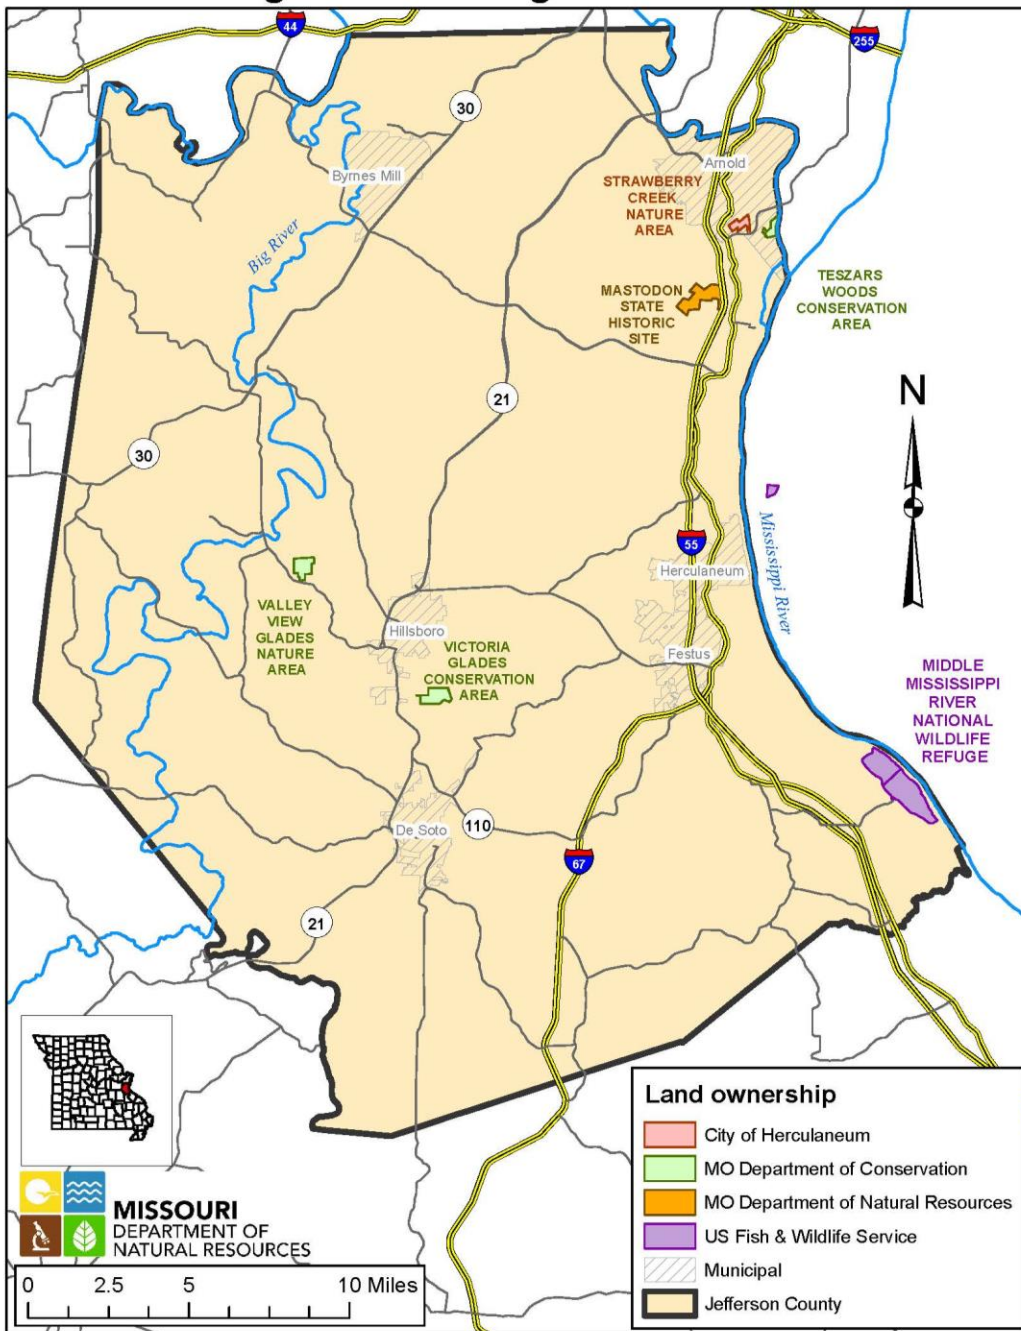 44
255
30
Byrnes Mill
Arnold
STRAWBERRY
CREEK
NATURE
AREA
Big River
TESZARS
WOODS
CONSERVATION
AREA
MASTODON
STATE
HISTORIC
SITE
N
21
30
Mississippi River
55
Herculaneum
VALLEY
VIEW
GLADES
NATURE
AREA
Hillsboro
VICTORIA
GLADES
CONSERVATION
AREA
Festus
MIDDLE
MISSISSIPPI
RIVER
NATIONAL
WILDLIFE
REFUGE
De Soto
110
67
21
MISSOURI
DEPARTMENT OF
NATURAL RESOURCES
0 2.5 5 10 Miles
Land ownership
City of Herculaneum
MO Department of Conservation
MO Department of Natural Resources
US Fish & Wildlife Service
Municipal
Jefferson County